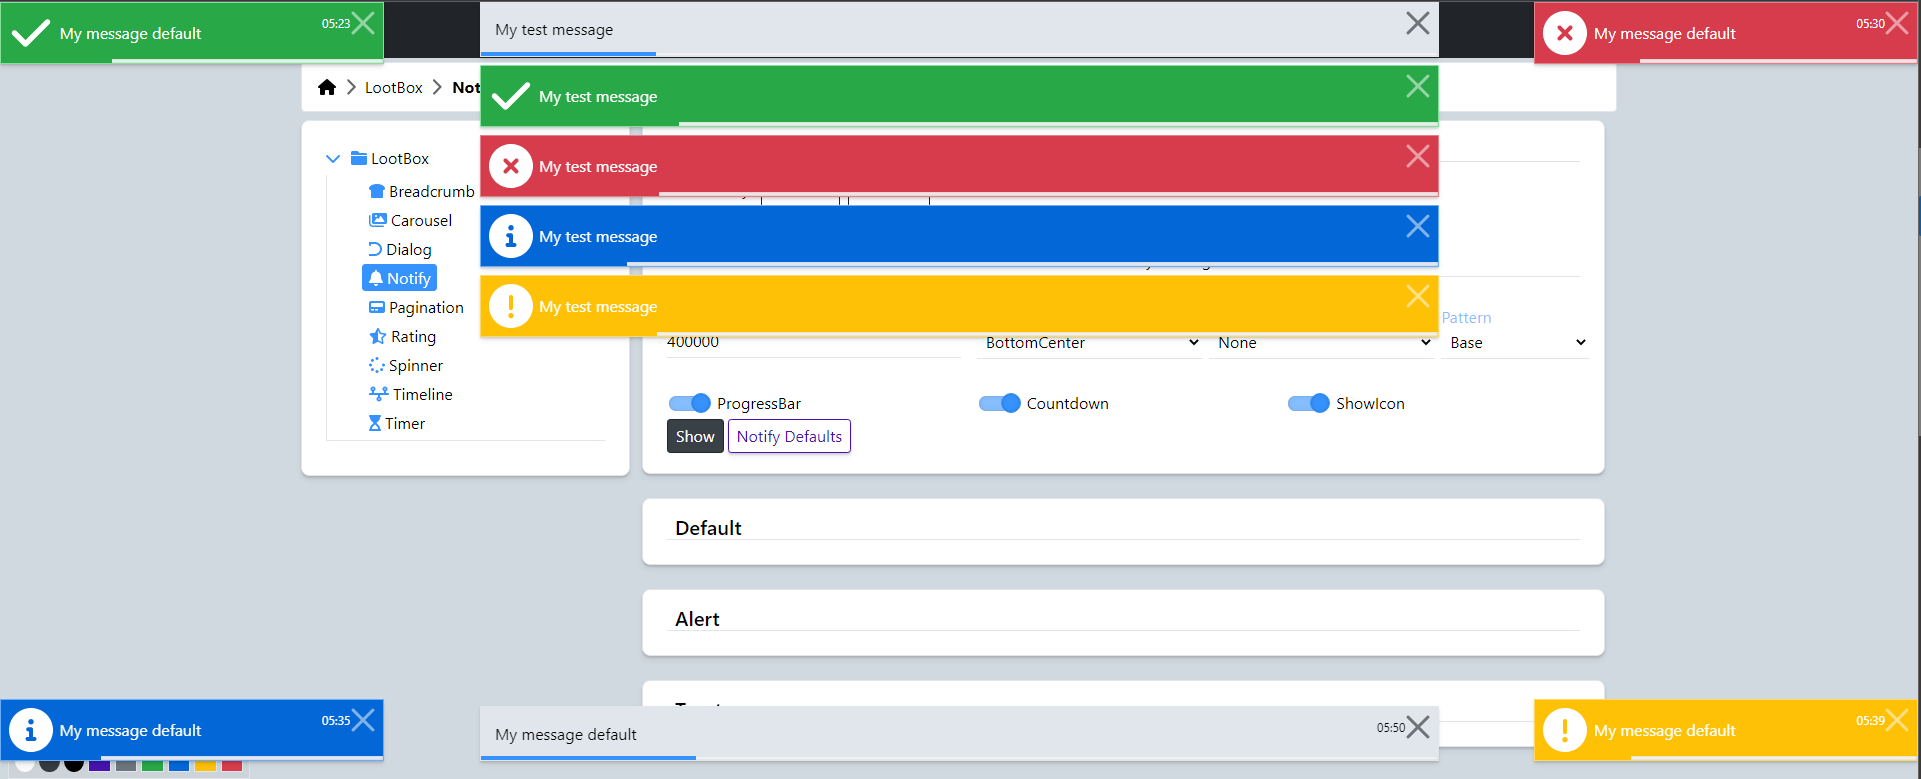 My message default 05:23
My test message
My message default 05:30
LootBox Not
My test message
My test message
My test message
My test message
LootBox
Breadcrumb
Carousel
Dialog
Notify
Pagination
Rating
Spinner
Timeline
Timer
Pattern
400000 BottomCenter None Base
ProgressBar Countdown ShowIcon
Show Notify Defaults
Default
Alert
My message default 05:35
My message default 05:50
My message default 05:39